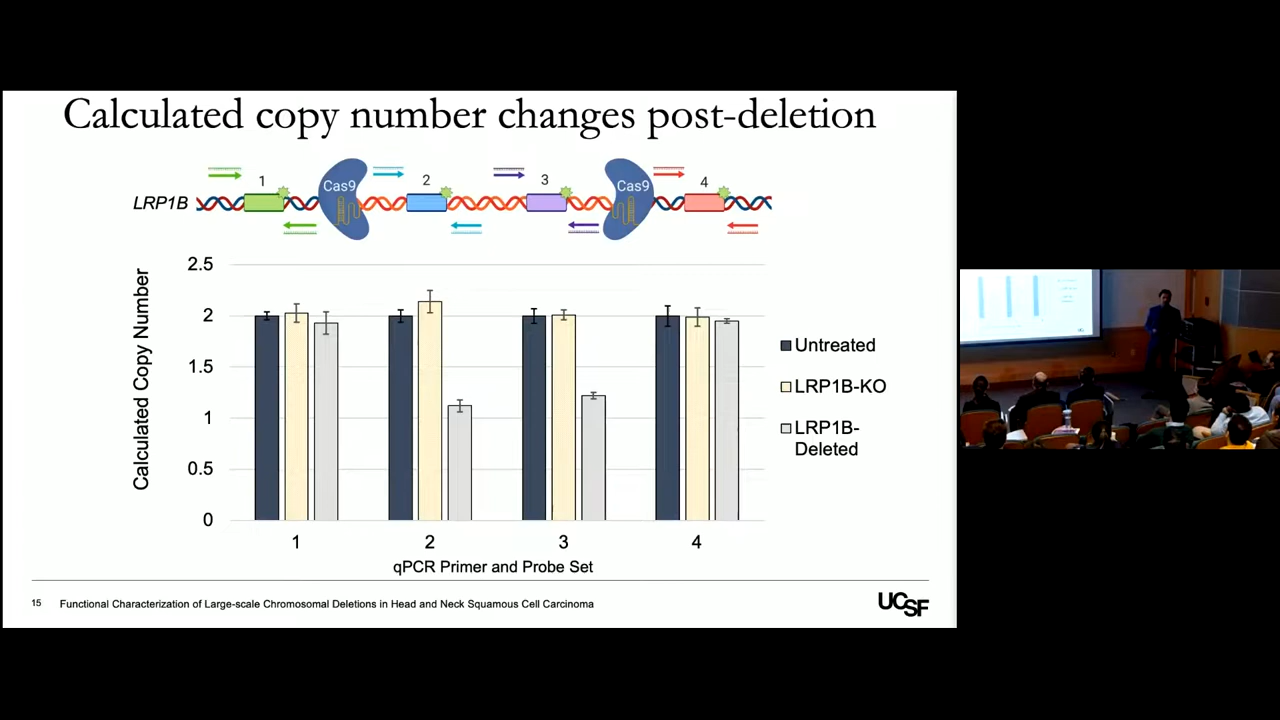 Calculated copy number changes post-deletion
1
2
3
4
Cas9
Cas9
LRP1B
Calculated Copy Number
2.5
2
1.5
1
0.5
0
1
2
3
4
qPCR Primer and Probe Set
Untreated
LRP1B-KO
LRP1B-
Deleted
15
Functional Characterization of Large-scale Chromosomal Deletions in Head and Neck Squamous Cell Carcinoma
UCSF